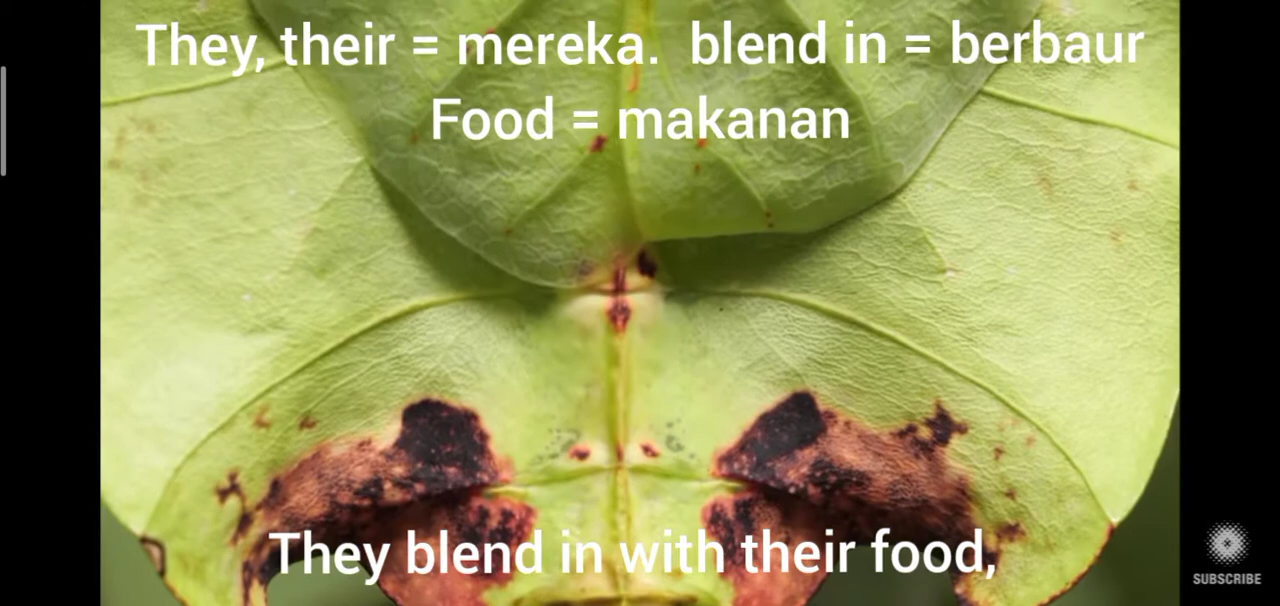 They, their = mereka.  blend in = berbaur
Food = makanan
They blend in with their food,
SUBSCRIBE